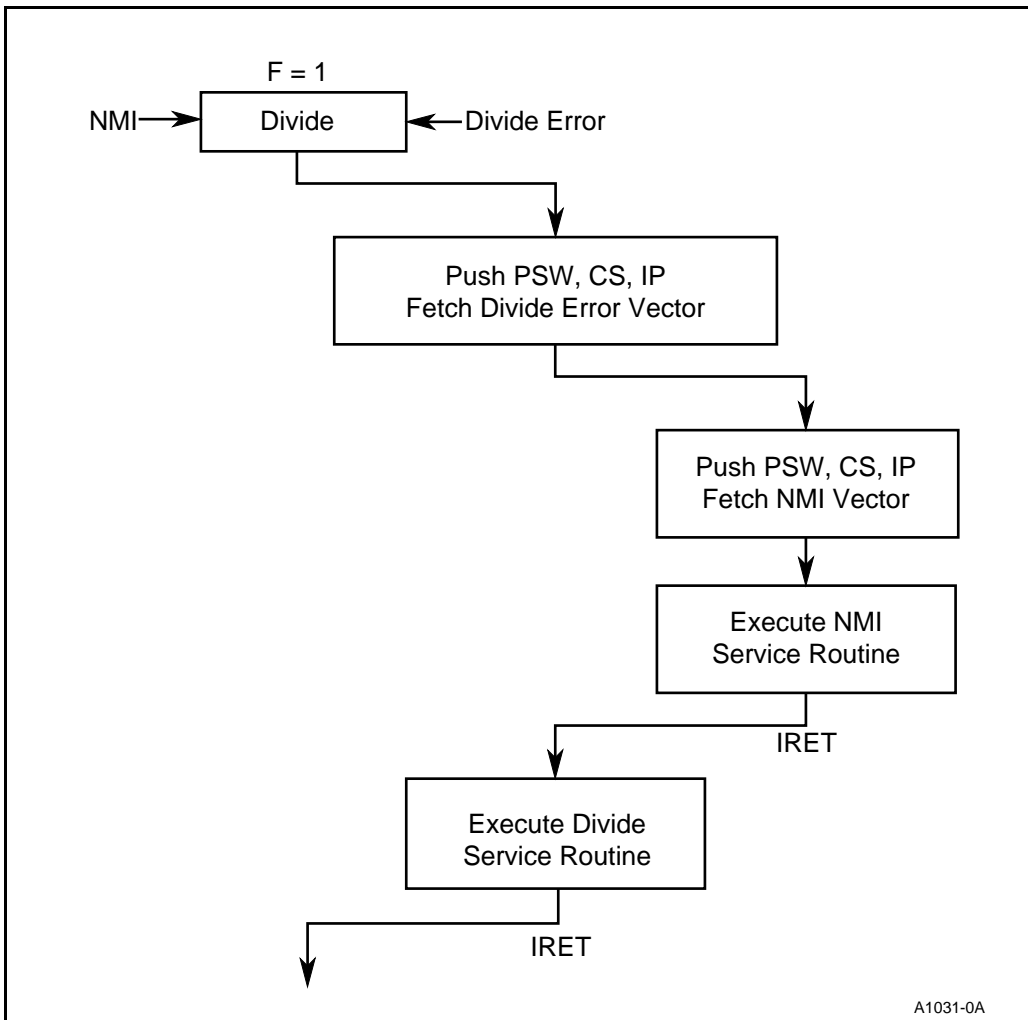 F = 1
NMI
Divide
Divide Error
Push PSW, CS, IP
Fetch Divide Error Vector
Push PSW, CS, IP
Fetch NMI Vector
Execute NMI
Service Routine
IRET
Execute Divide
Service Routine
IRET
A1031-0A